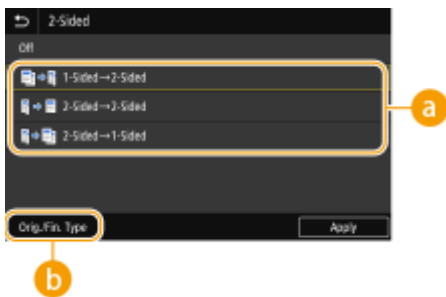 2-Sided
Off
1-Sided→2-Sided
2-Sided→2-Sided
2-Sided→1-Sided
a
Orig./Fin. Type
Apply
b